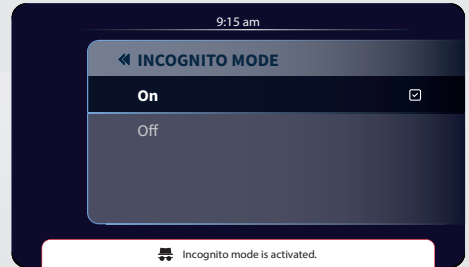 9:15 am
INCOGNITO MODE
On
Off
Incognito mode is activated.